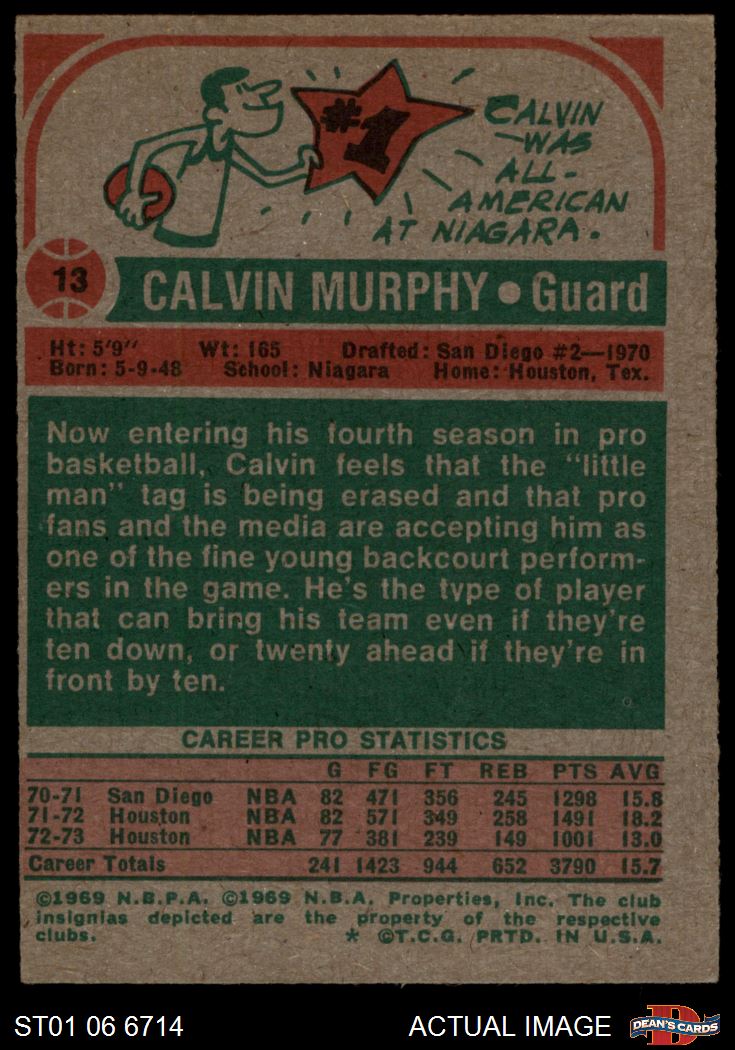 #1
CALVIN
WAS
ALL-
AMERICAN
AT NIAGARA.
13
CALVIN MURPHY • Guard
Ht: 5'9" Wt: 165 Drafted: San Diego #2—1970
Born: 5-9-48 School: Niagara Home: Houston, Tex.
Now entering his fourth season in pro
basketball, Calvin feels that the "little
man" tag is being erased and that pro
fans and the media are accepting him as
one of the fine young backcourt perform-
ers in the game. He's the type of player
that can bring his team even if they're
ten down, or twenty ahead if they're in
front by ten.
CAREER PRO STATISTICS
G FG FT REB PTS AVG
70-71 San Diego NBA 82 471 356 245 1298 15.8
71-72 Houston NBA 82 571 349 258 1491 18.2
72-73 Houston NBA 77 381 239 149 1001 13.0
Career Totals 241 1423 944 652 3790 15.7
©1969 N.B.P.A. ©1969 N.B.A. Properties, Inc. The club
insignias depicted are the property of the respective
clubs. * ©T.C.G. PRTD. IN U.S.A.
ST01 06 6714 ACTUAL IMAGE DEAN'S CARDS